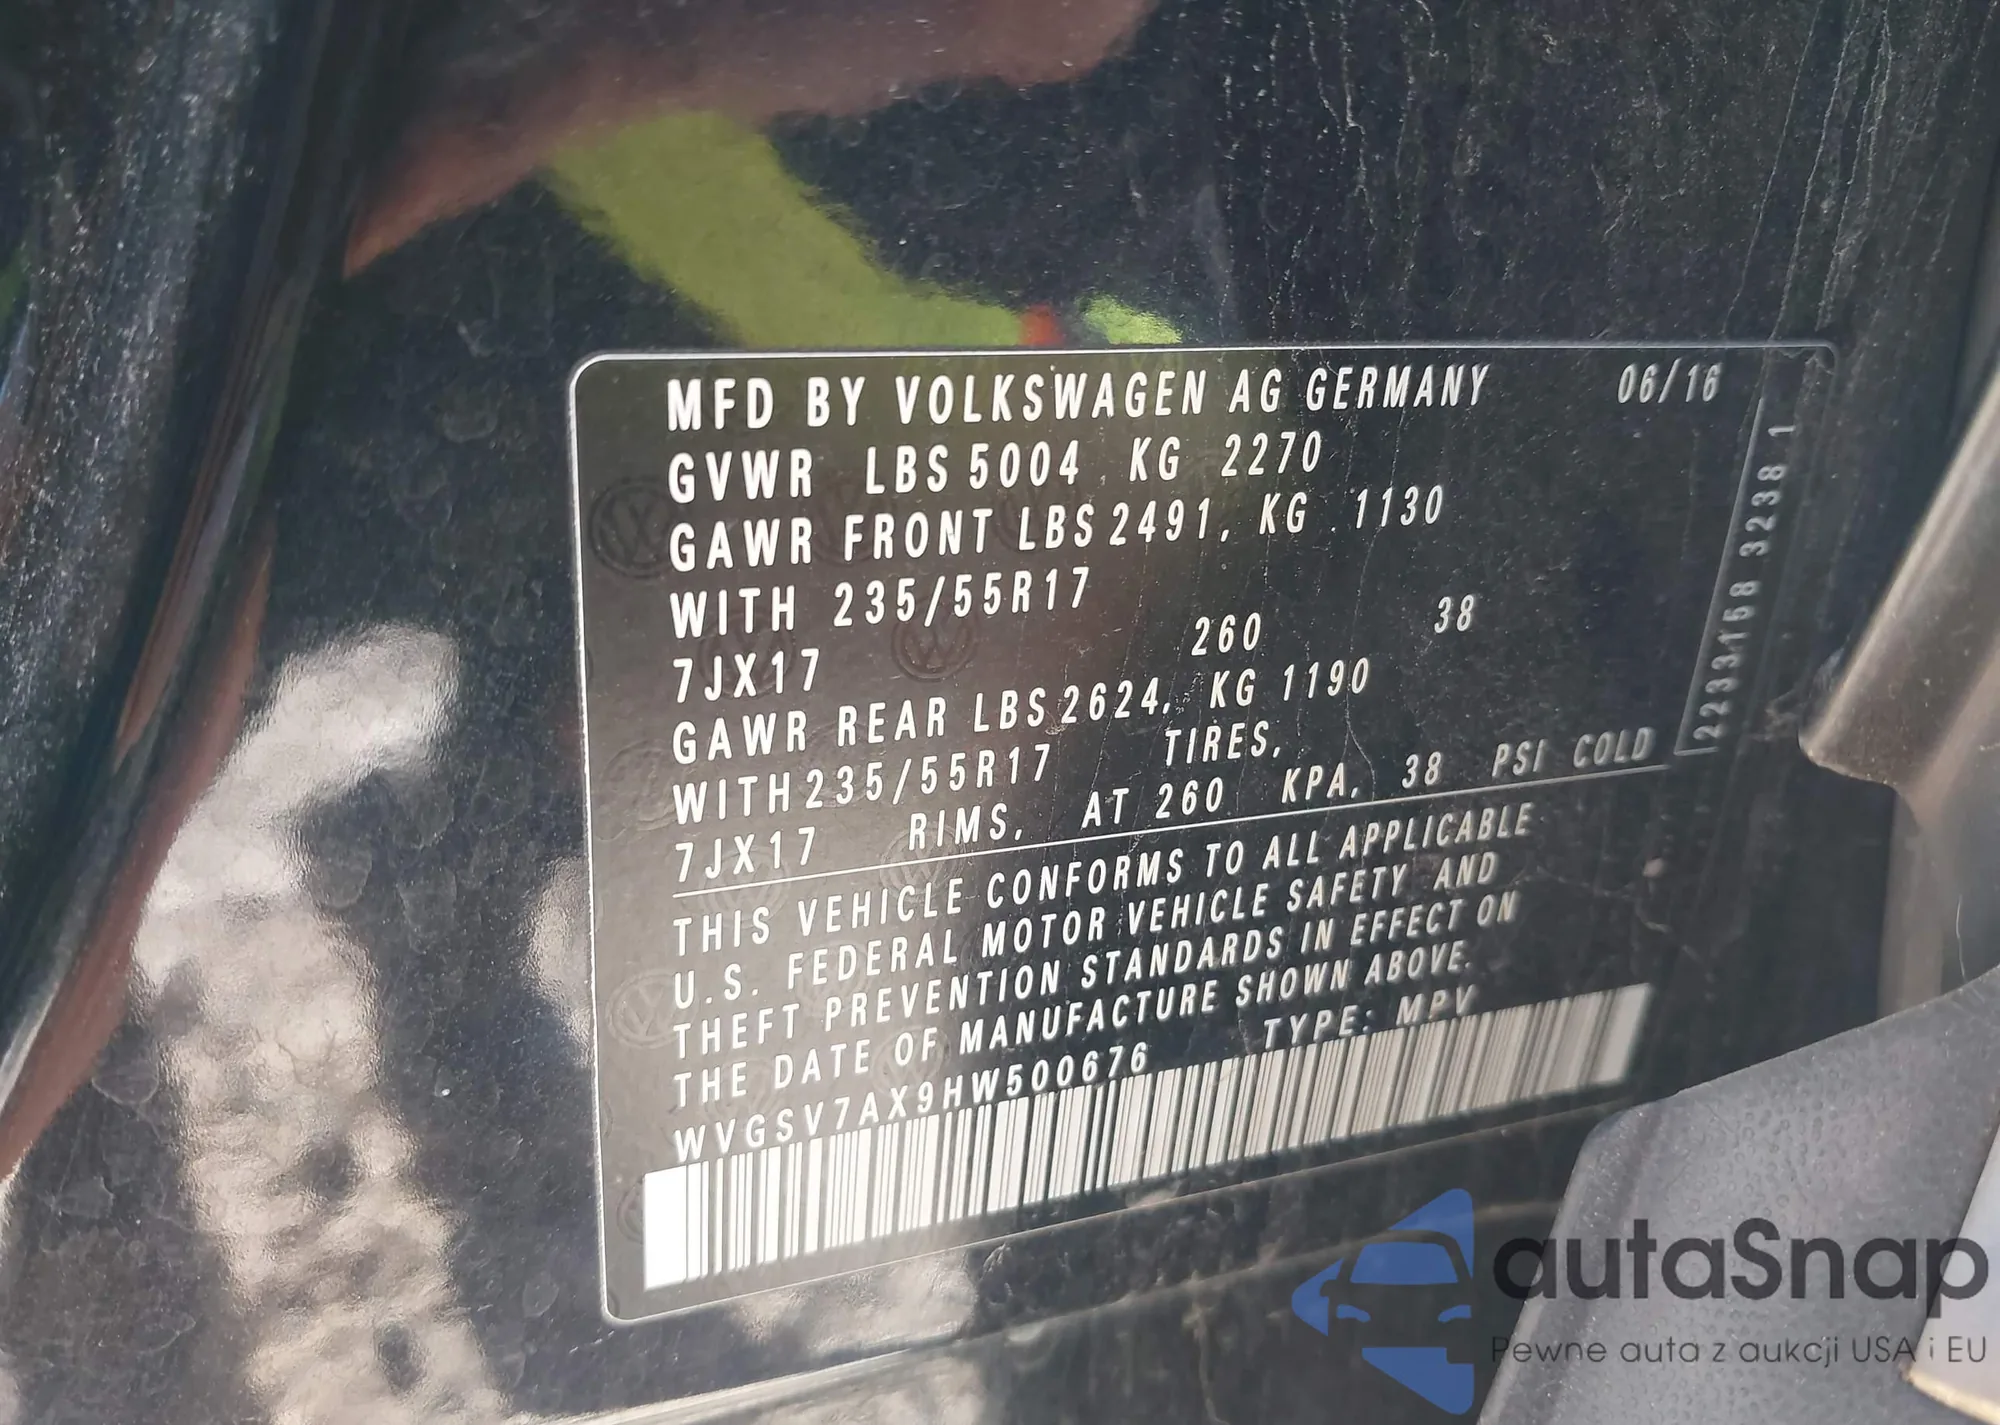 MFD BY VOLKSWAGEN AG GERMANY 06/16
GVWR LBS 5004, KG 2270
GAWR FRONT LBS 2491, KG 1130
WITH 235/55R17
7JX17 260 38
GAWR REAR LBS 2624, KG 1190
WITH 235/55R17 TIRES,
7JX17 RIMS, AT 260 KPA, 38 PSI COLD
THIS VEHICLE CONFORMS TO ALL APPLICABLE
U.S. FEDERAL MOTOR VEHICLE SAFETY AND
THEFT PREVENTION STANDARDS IN EFFECT ON
THE DATE OF MANUFACTURE SHOWN ABOVE.
WVGSV7AX9HW500676 TYPE: MPV
2233158 3238 1
autaSnap
Pewne auta z aukcji USA i EU